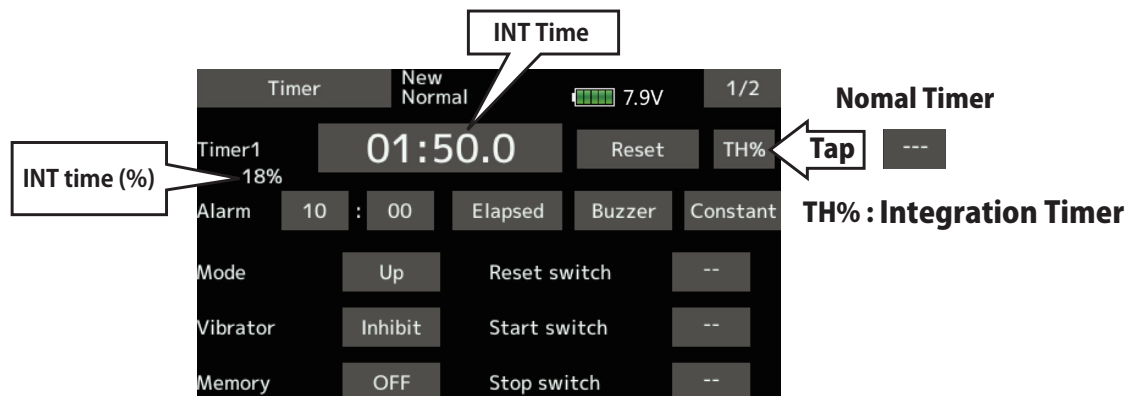 INT Time
Timer New Normal 7.9V 1/2
Nomal Timer
Timer1 01:50.0 Reset TH% Tap ---
INT time (%) 18%
Alarm 10 : 00 Elapsed Buzzer Constant
TH% : Integration Timer
Mode Up Reset switch --
Vibrator Inhibit Start switch --
Memory OFF Stop switch --